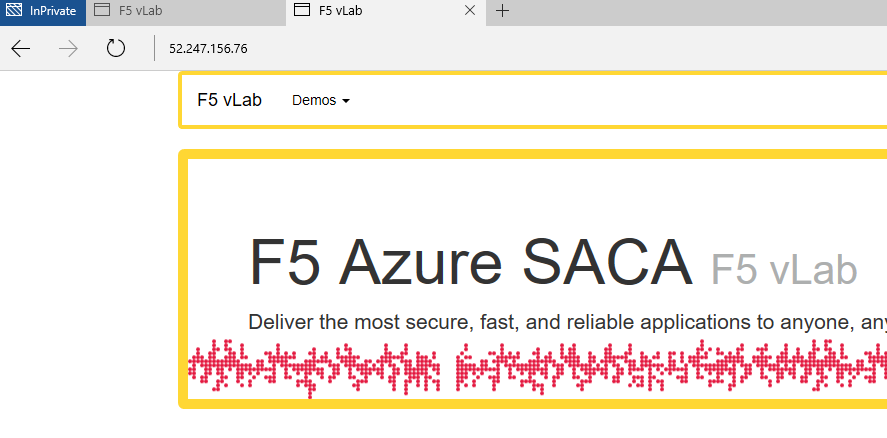 InPrivate F5 vLab F5 vLab
52.247.156.76
F5 vLab Demos
F5 Azure SACA F5 vLab
Deliver the most secure, fast, and reliable applications to anyone, any